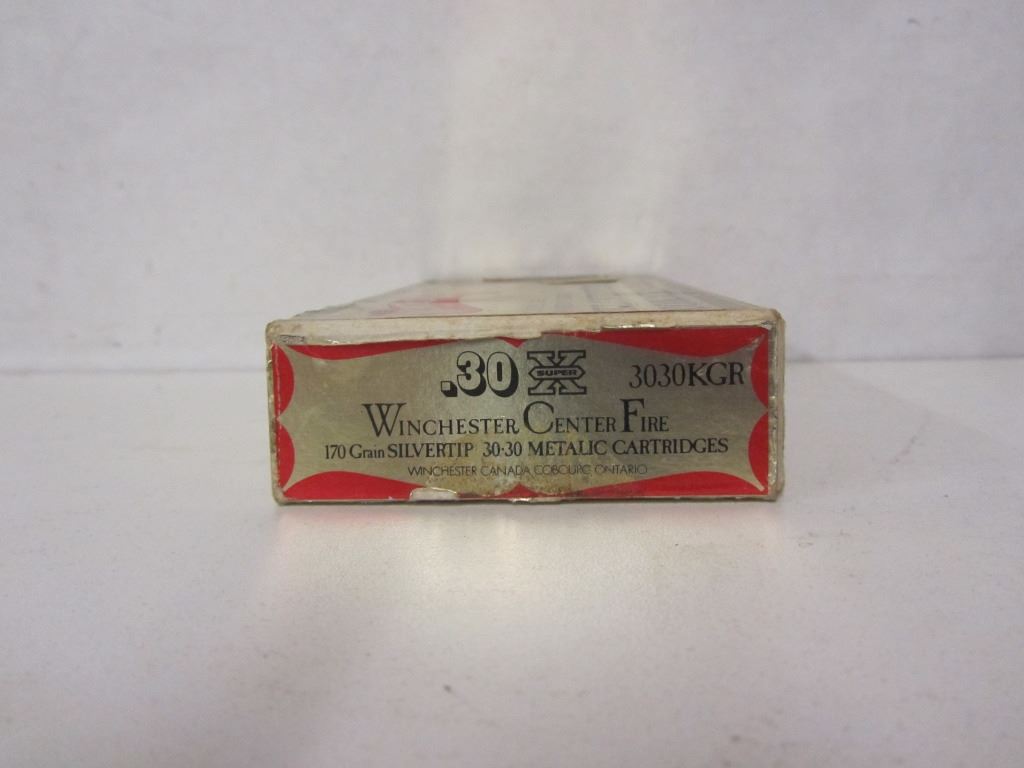 .30 SUPER X 3030KGR
WINCHESTER CENTER FIRE
170 Grain SILVERTIP 30-30 METALIC CARTRIDGES
WINCHESTER CANADA COBOURG ONTARIO